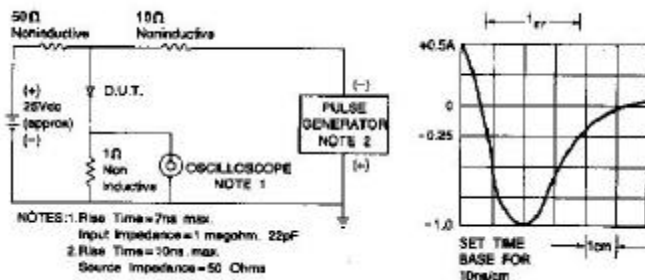 50Ω
Noninductive
10Ω
Noninductive
(+)
25Vdc
(approx)
(-)
D.U.T.
1Ω
Non
Inductive
OSCILLOSCOPE
NOTE 1
(-)
PULSE
GENERATOR
NOTE 2
(+)
NOTES:1.Rise Time=7ns max.
Input Impedance=1 megohm. 22pF
2.Rise Time=10ns max.
Source Impedance=50 Ohms
trr
+0.5A
0
-0.25
-1.0
SET TIME
BASE FOR
10ns/cm
1cm